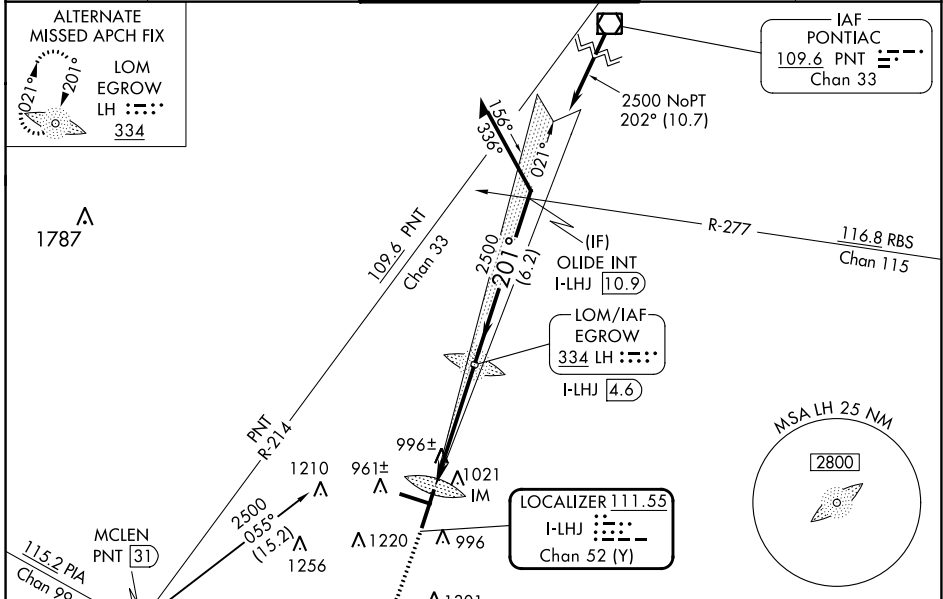 ALTERNATE
MISSED APCH FIX
LOM
EGROW
LH
334
021°
201°
IAF
PONTIAC
109.6 PNT
Chan 33
2500 NoPT
202° (10.7)
156°
336°
021°
1787
109.6 PNT
Chan 33
R-277
116.8 RBS
Chan 115
2500
201°
(6.2)
(IF)
OLIDE INT
I-LHJ 10.9
LOM/IAF
EGROW
334 LH
I-LHJ 4.6
MSA LH 25 NM
2800
PNT
R-214
996±
1210
961±
1021
IM
LOCALIZER 111.55
I-LHJ
Chan 52 (Y)
2500
055°
(15.2)
MCLEN
PNT 31
1256
1220
996
115.2 PIA
Chan 99